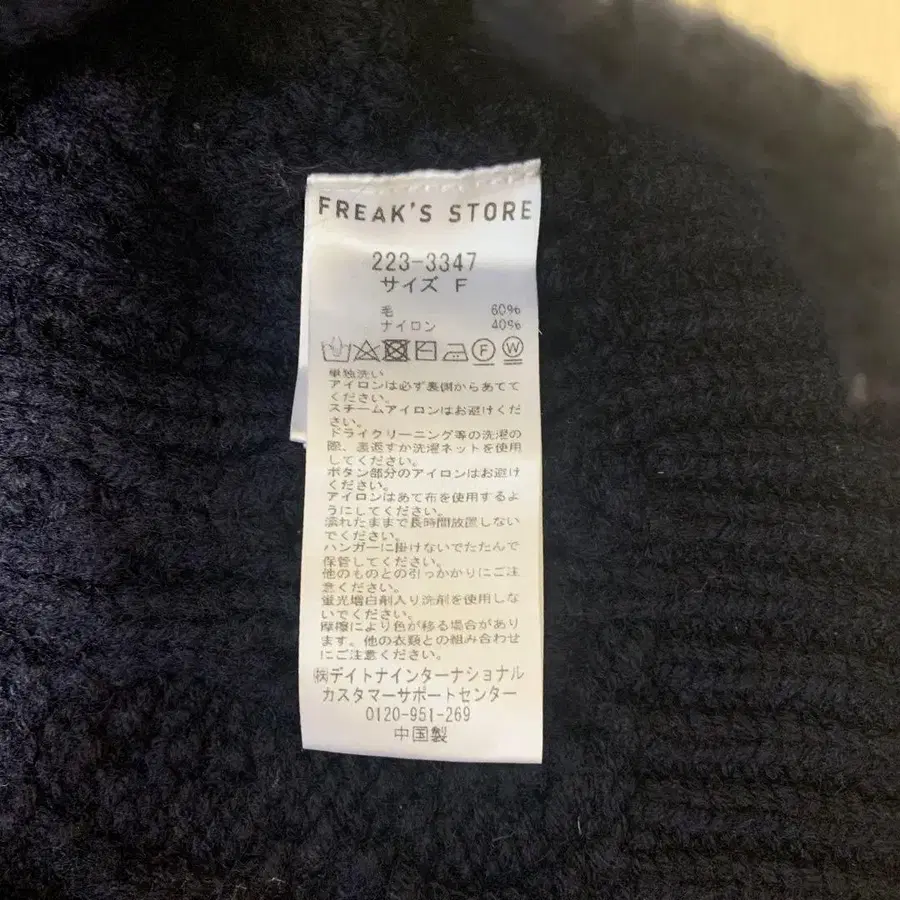 FREAK'S STORE
223-3347
サイズ F
毛 60%
ナイロン 40%
F W
単独洗い
アイロンは必ず裏側からあてて
ください。
スチームアイロンはお避けくだ
さい。
ドライクリーニング等の洗濯の
際、裏返すか洗濯ネットを使用
してください。
ボタン部分のアイロンはお避け
ください。
アイロンはあて布を使用するよ
うにしてください。
濡れたままで長時間放置しない
でください。
ハンガーに掛けないでたたんで
保管してください。
他のものとの引っかかりにご注
意ください。
蛍光増白剤入り洗剤を使用しな
いでください。
摩擦により色が移る場合があり
ます。他の衣類との組み合わせ
にご注意ください。
㈱デイトナインターナショナル
カスタマーサポートセンター
0120-951-269
中国製